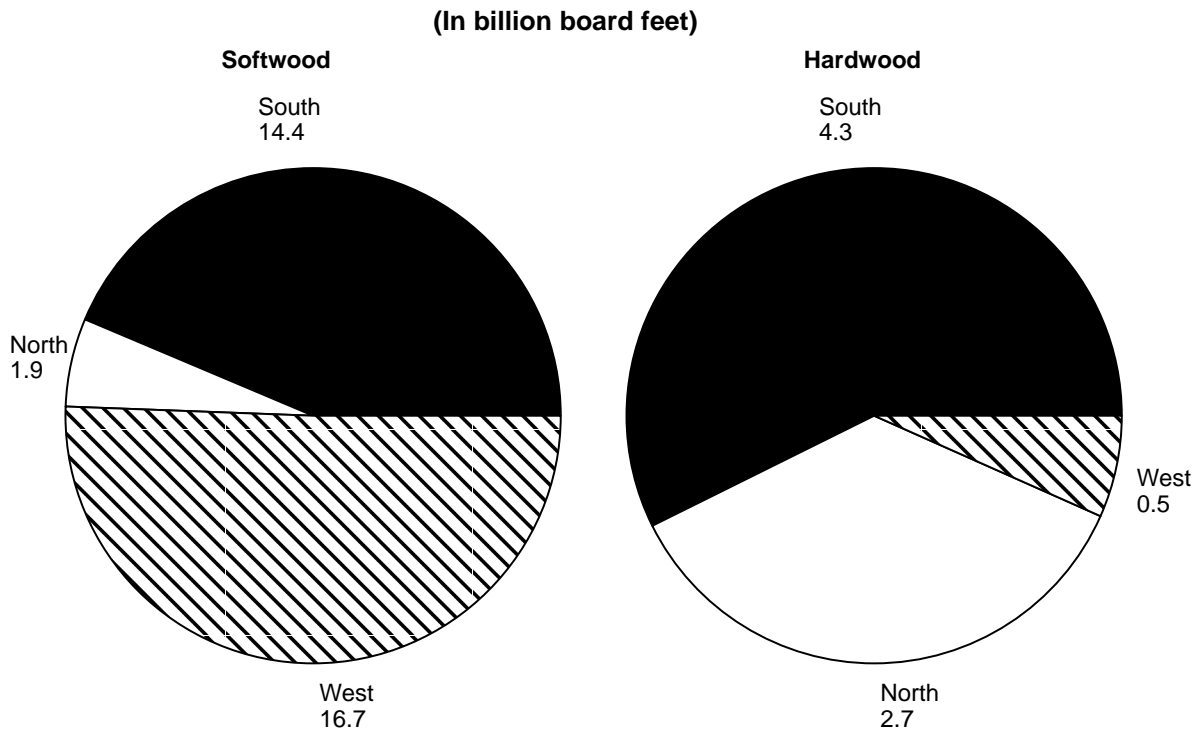 (In billion board feet)
Softwood
South
14.4
North
1.9
West
16.7
Hardwood
South
4.3
West
0.5
North
2.7